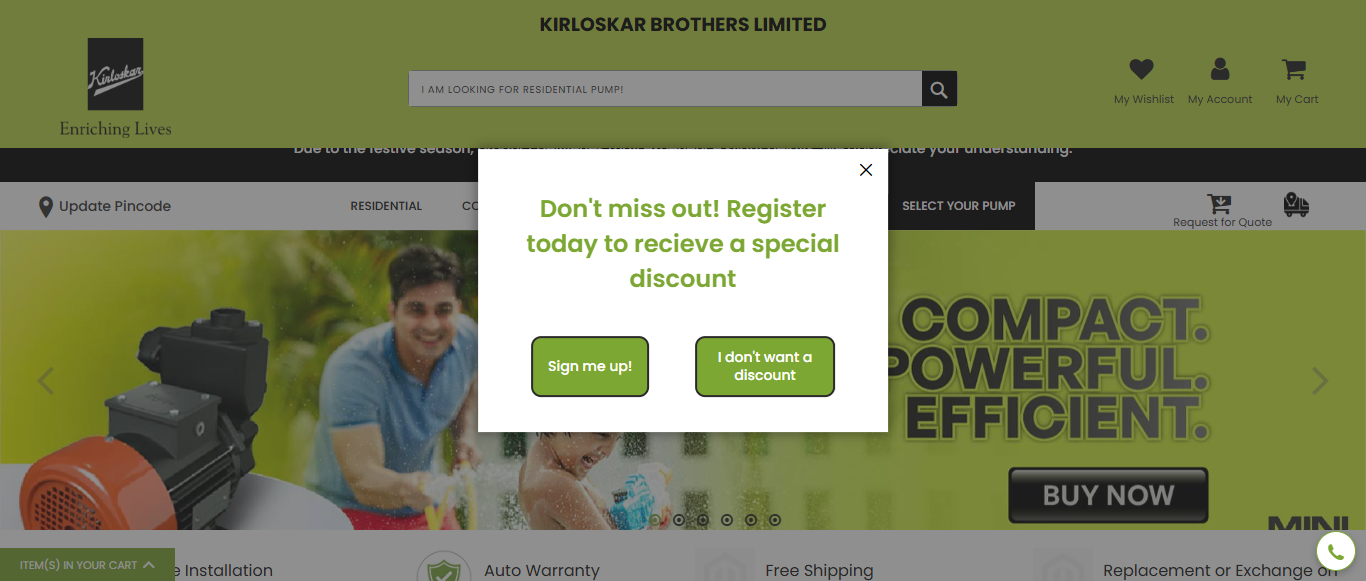 KIRLOSKAR BROTHERS LIMITED
Kirloskar
Enriching Lives
I AM LOOKING FOR RESIDENTIAL PUMP!
My Wishlist
My Account
My Cart
Due to the festive season, ciate your understanding.
Update Pincode
RESIDENTIAL
CO
SELECT YOUR PUMP
Request for Quote
Don't miss out! Register
today to recieve a special
discount
Sign me up!
I don't want a
discount
COMPACT.
POWERFUL.
EFFICIENT.
BUY NOW
MINI
ITEM(S) IN YOUR CART
e Installation
Auto Warranty
Free Shipping
Replacement or Exchange on